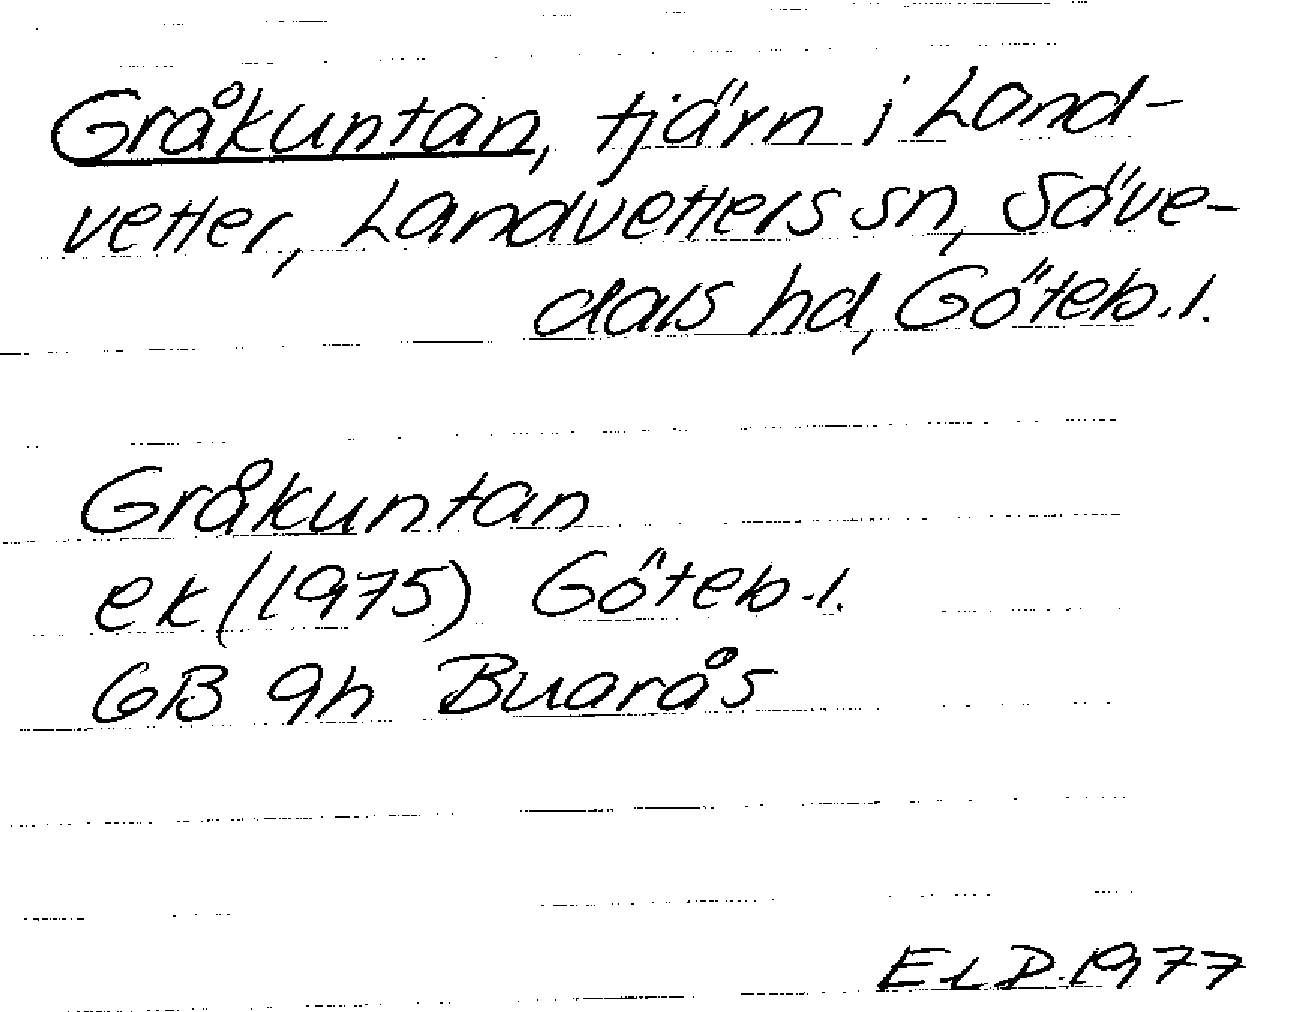 Gråkuntan, tjärn i Land-
vetter, Landvetters sn, Säve-
dals hd, Göteb.l.
Gråkuntan
ek (1975) Göteb.l.
6B 9h Buarås
ELP.1977